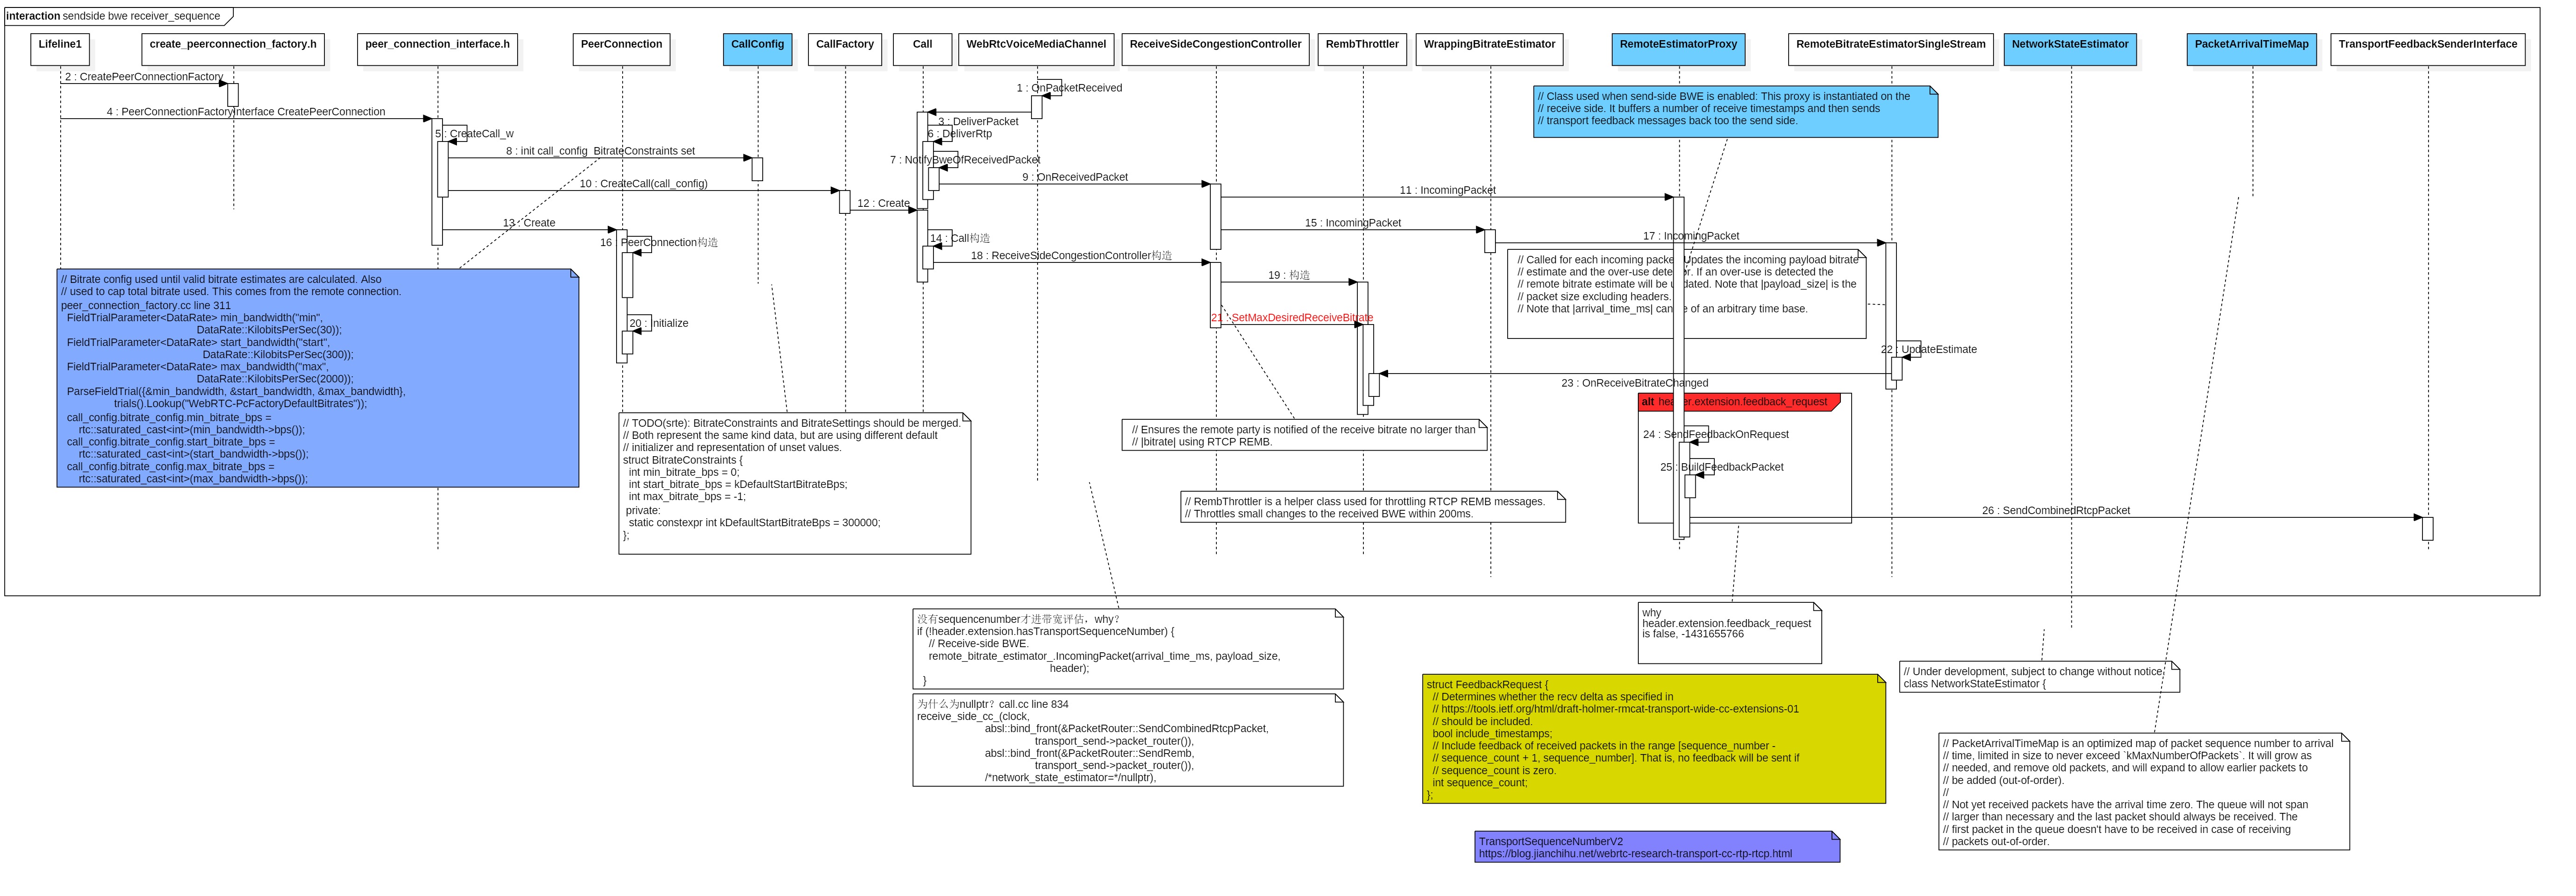 interaction sendside bwe receiver_sequence
Lifeline1
create_peerconnection_factory.h
peer_connection_interface.h
PeerConnection
CallConfig
CallFactory
Call
WebRtcVoiceMediaChannel
ReceiveSideCongestionController
RembThrottler
WrappingBitrateEstimator
RemoteEstimatorProxy
RemoteBitrateEstimatorSingleStream
NetworkStateEstimator
PacketArrivalTimeMap
TransportFeedbackSenderInterface
2 : CreatePeerConnectionFactory
1 : OnPacketReceived
4 : PeerConnectionFactoryInterface CreatePeerConnection
3 : DeliverPacket
5 : CreateCall_w
6 : DeliverRtp
8 : init call_config  BitrateConstraints set
7 : NotifyBweOfReceivedPacket
9 : OnReceivedPacket
10 : CreateCall(call_config)
11 : IncomingPacket
12 : Create
13 : Create
15 : IncomingPacket
17 : IncomingPacket
16 : PeerConnection构造
14 : Call构造
18 : ReceiveSideCongestionController构造
19 : 构造
20 : Initialize
21 : SetMaxDesiredReceiveBitrate
22 : UpdateEstimate
23 : OnReceiveBitrateChanged
alt header.extension.feedback_request
24 : SendFeedbackOnRequest
25 : BuildFeedbackPacket
26 : SendCombinedRtcpPacket
// Class used when send-side BWE is enabled: This proxy is instantiated on the
// receive side. It buffers a number of receive timestamps and then sends
// transport feedback messages back too the send side.
// Called for each incoming packet. Updates the incoming payload bitrate
// estimate and the over-use detector. If an over-use is detected the
// remote bitrate estimate will be updated. Note that |payload_size| is the
// packet size excluding headers.
// Note that |arrival_time_ms| can be of an arbitrary time base.
// Bitrate config used until valid bitrate estimates are calculated. Also
// used to cap total bitrate used. This comes from the remote connection.
peer_connection_factory.cc line 311
FieldTrialParameter<DataRate> min_bandwidth("min",
DataRate::KilobitsPerSec(30));
FieldTrialParameter<DataRate> start_bandwidth("start",
DataRate::KilobitsPerSec(300));
FieldTrialParameter<DataRate> max_bandwidth("max",
DataRate::KilobitsPerSec(2000));
ParseFieldTrial({&min_bandwidth, &start_bandwidth, &max_bandwidth},
trials().Lookup("WebRTC-PcFactoryDefaultBitrates"));
call_config.bitrate_config.min_bitrate_bps =
rtc::saturated_cast<int>(min_bandwidth->bps());
call_config.bitrate_config.start_bitrate_bps =
rtc::saturated_cast<int>(start_bandwidth->bps());
call_config.bitrate_config.max_bitrate_bps =
rtc::saturated_cast<int>(max_bandwidth->bps());
// TODO(srte): BitrateConstraints and BitrateSettings should be merged.
// Both represent the same kind data, but are using different default
// initializer and representation of unset values.
struct BitrateConstraints {
int min_bitrate_bps = 0;
int start_bitrate_bps = kDefaultStartBitrateBps;
int max_bitrate_bps = -1;
private:
static constexpr int kDefaultStartBitrateBps = 300000;
};
// Ensures the remote party is notified of the receive bitrate no larger than
// |bitrate| using RTCP REMB.
// RembThrottler is a helper class used for throttling RTCP REMB messages.
// Throttles small changes to the received BWE within 200ms.
没有sequencenumber才进带宽评估，why?
if (!header.extension.hasTransportSequenceNumber) {
// Receive-side BWE.
remote_bitrate_estimator_.IncomingPacket(arrival_time_ms, payload_size,
header);
}
为什么为nullptr？call.cc line 834
receive_side_cc_(clock,
absl::bind_front(&PacketRouter::SendCombinedRtcpPacket,
transport_send->packet_router()),
absl::bind_front(&PacketRouter::SendRemb,
transport_send->packet_router()),
/*network_state_estimator=*/nullptr),
why
header.extension.feedback_request
is false, -1431655766
struct FeedbackRequest {
// Determines whether the recv delta as specified in
// https://tools.ietf.org/html/draft-holmer-rmcat-transport-wide-cc-extensions-01
// should be included.
bool include_timestamps;
// Include feedback of received packets in the range [sequence_number -
// sequence_count + 1, sequence_number]. That is, no feedback will be sent if
// sequence_count is zero.
int sequence_count;
};
TransportSequenceNumberV2
https://blog.jianchihu.net/webrtc-research-transport-cc-rtp-rtcp.html
// Under development, subject to change without notice.
class NetworkStateEstimator {
// PacketArrivalTimeMap is an optimized map of packet sequence number to arrival
// time, limited in size to never exceed `kMaxNumberOfPackets`. It will grow as
// needed, and remove old packets, and will expand to allow earlier packets to
// be added (out-of-order).
//
// Not yet received packets have the arrival time zero. The queue will not span
// larger than necessary and the last packet should always be received. The
// first packet in the queue doesn't have to be received in case of receiving
// packets out-of-order.